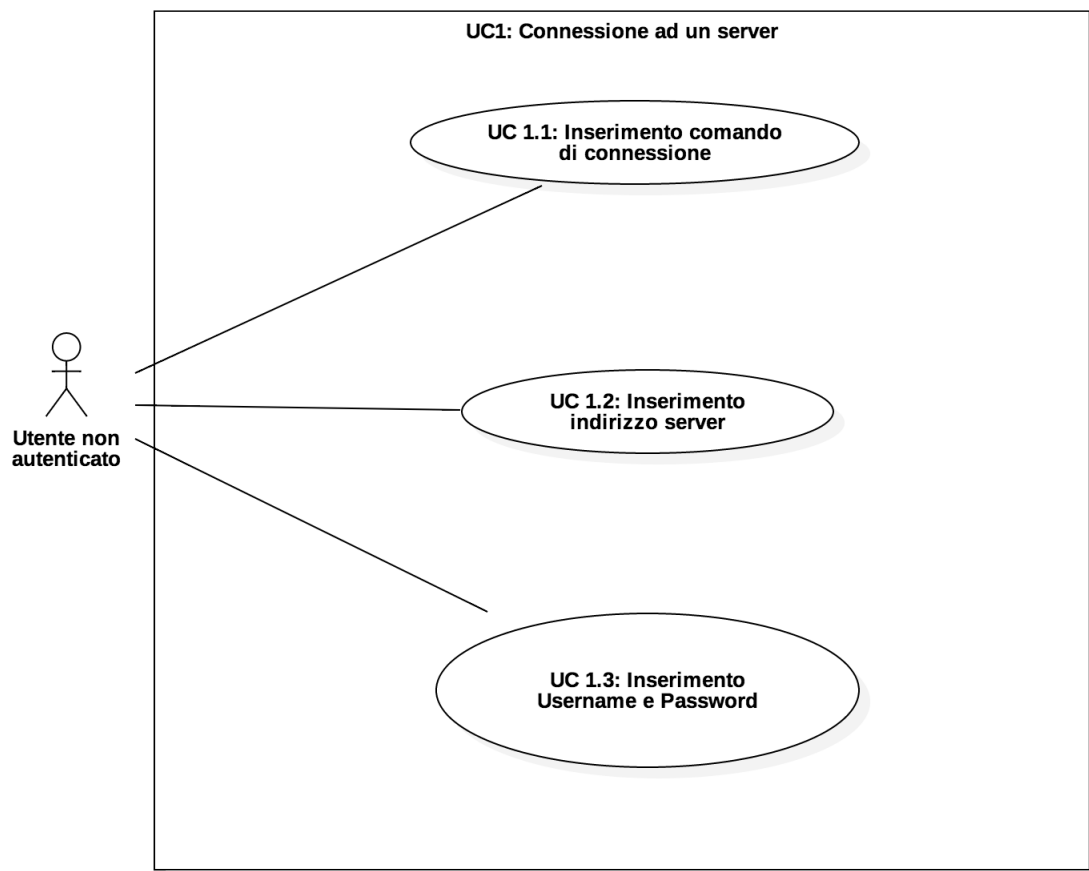 UC1: Connessione ad un server
UC 1.1: Inserimento comando
di connessione
UC 1.2: Inserimento
indirizzo server
Utente non
autenticato
UC 1.3: Inserimento
Username e Password